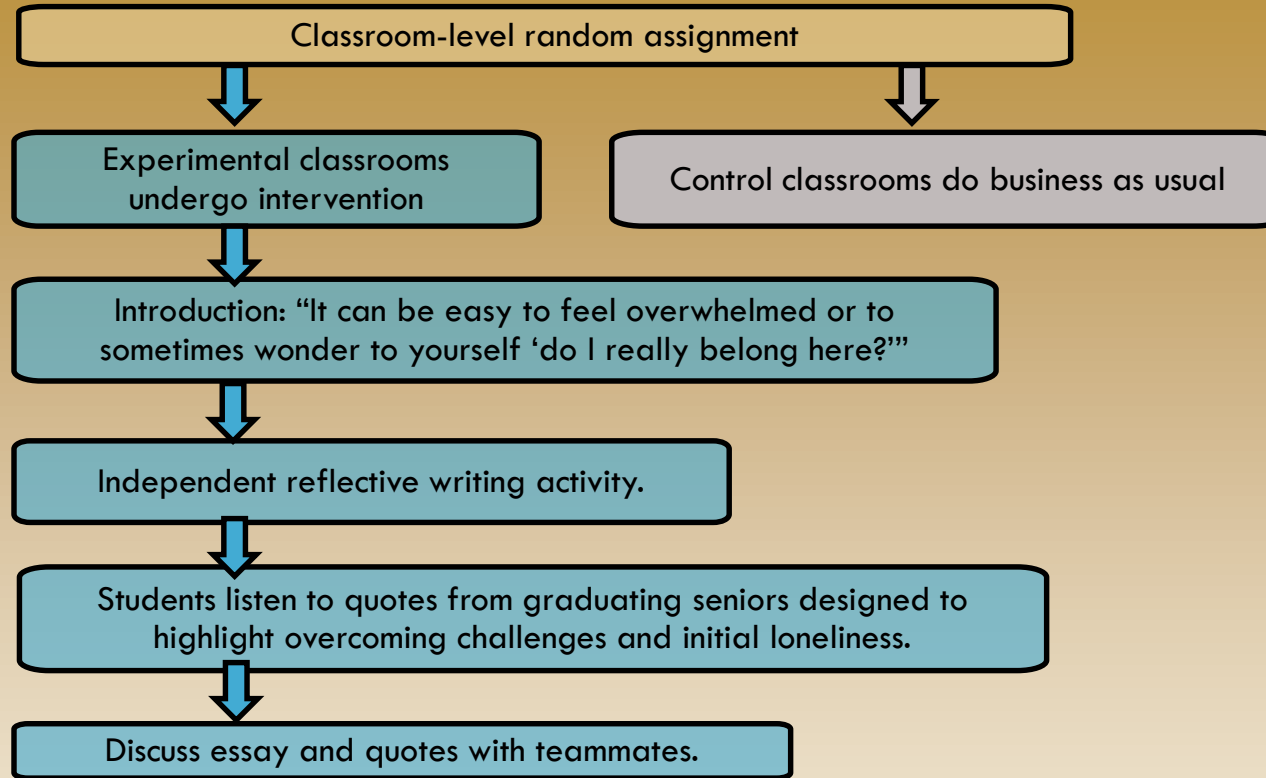 Classroom-level random assignment
Experimental classrooms
undergo intervention
Control classrooms do business as usual
Introduction: “It can be easy to feel overwhelmed or to
sometimes wonder to yourself ‘do I really belong here?’”
Independent reflective writing activity.
Students listen to quotes from graduating seniors designed to
highlight overcoming challenges and initial loneliness.
Discuss essay and quotes with teammates.